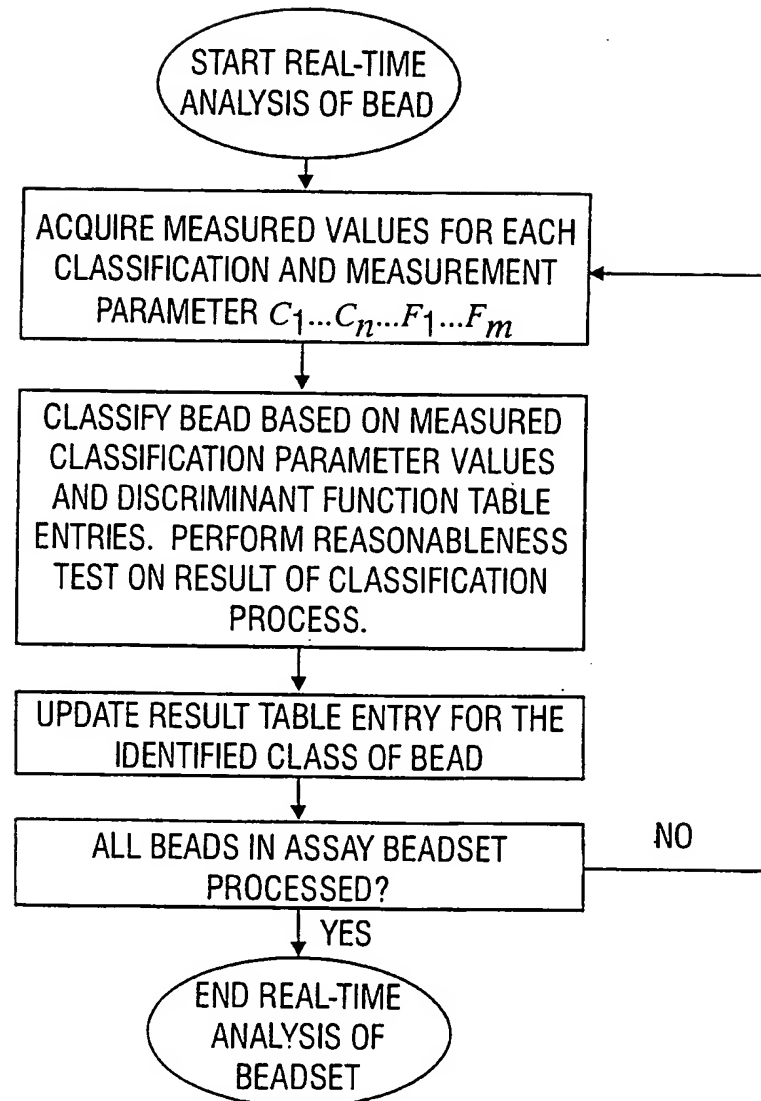 START REAL-TIME
ANALYSIS OF BEAD
ACQUIRE MEASURED VALUES FOR EACH
CLASSIFICATION AND MEASUREMENT
PARAMETER C1...Cn...F1...Fm
CLASSIFY BEAD BASED ON MEASURED
CLASSIFICATION PARAMETER VALUES
AND DISCRIMINANT FUNCTION TABLE
ENTRIES. PERFORM REASONABLENESS
TEST ON RESULT OF CLASSIFICATION
PROCESS.
UPDATE RESULT TABLE ENTRY FOR THE
IDENTIFIED CLASS OF BEAD
ALL BEADS IN ASSAY BEADSET
PROCESSED?
NO
YES
END REAL-TIME
ANALYSIS OF
BEADSET